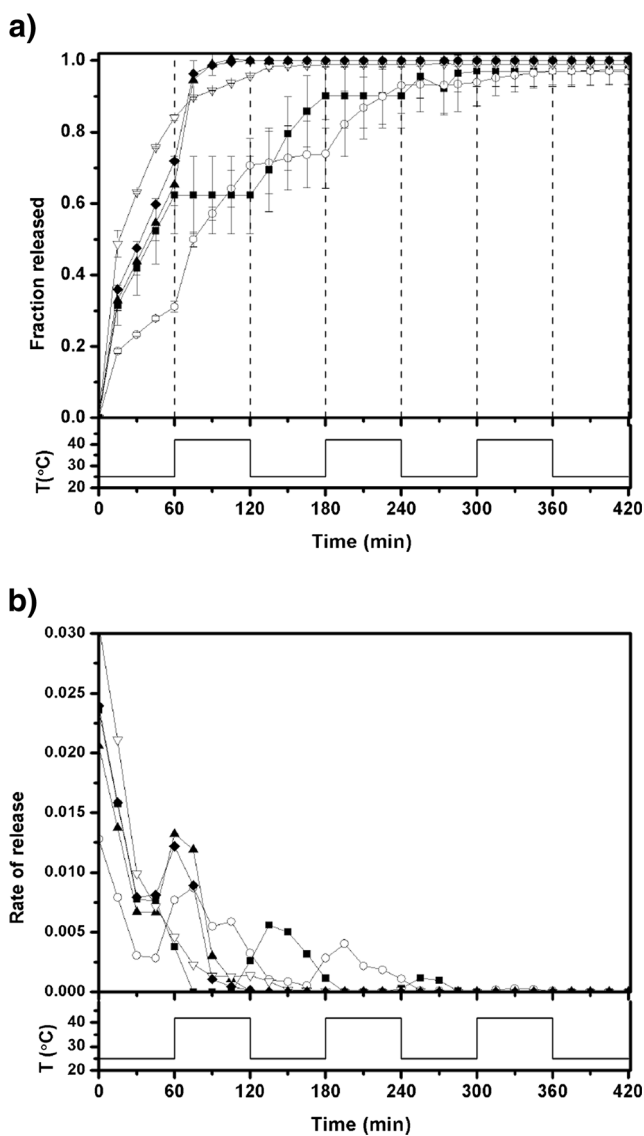 a)
1.0
0.8
0.6
0.4
0.2
0.0
Fraction released
40
30
20
T(°C)
0 60 120 180 240 300 360 420
Time (min)
b)
0.030
0.025
0.020
0.015
0.010
0.005
0.000
Rate of release
40
30
20
T (°C)
0 60 120 180 240 300 360 420
Time (min)